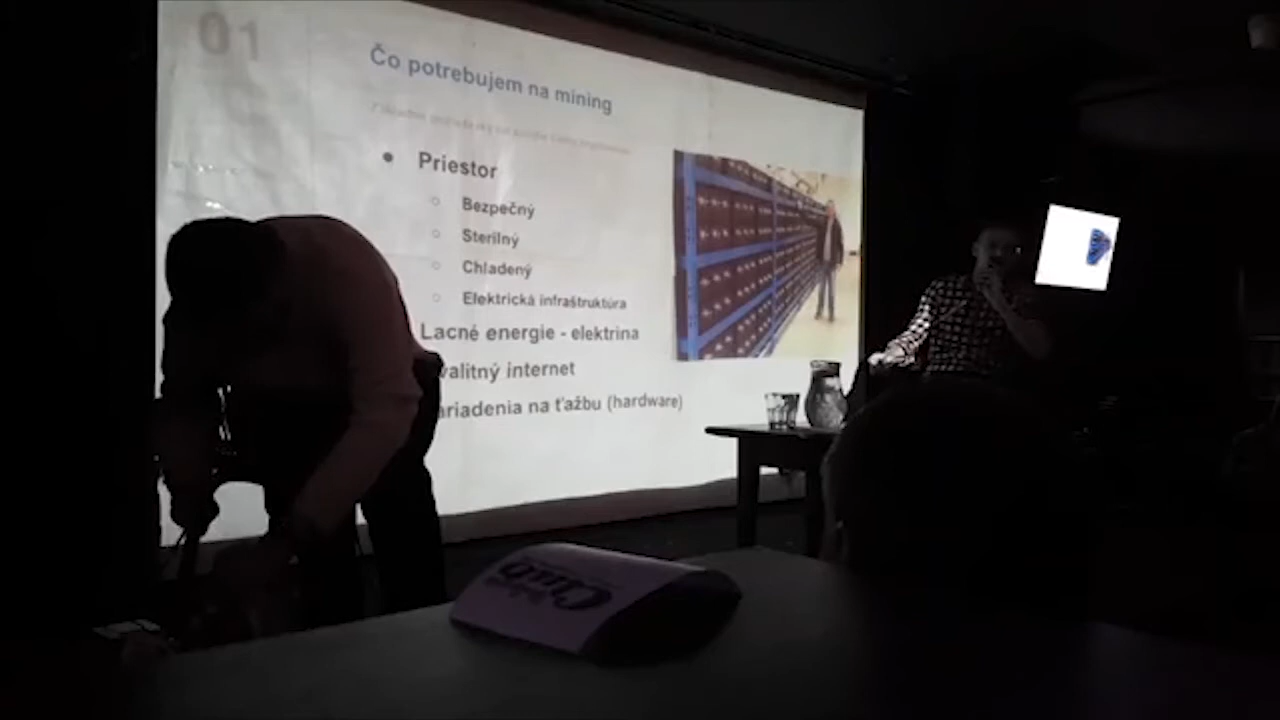 01
Čo potrebujem na mining
Priestor
Bezpečný
Sterilný
Chladený
Elektrická infraštruktúra
Lacné energie - elektrina
valitný internet
ariadenia na ťažbu (hardware)
Club